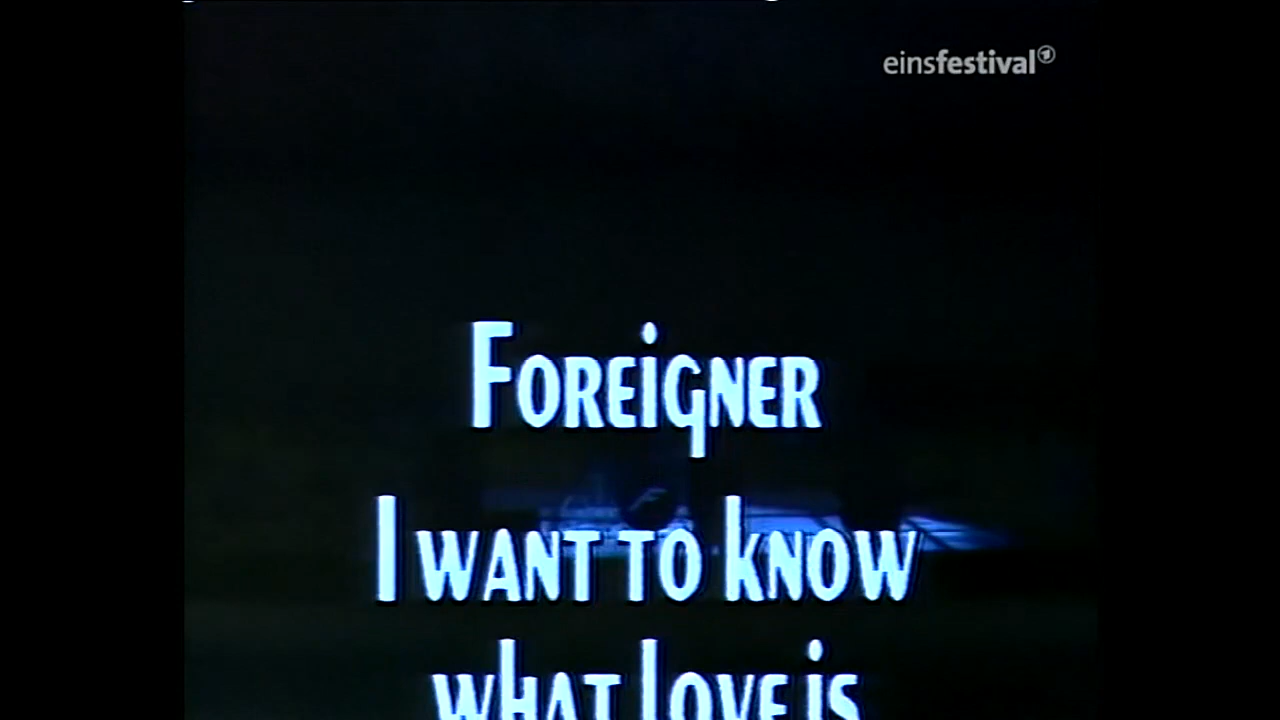 einsfestival
Foreigner
I want to know
what love is